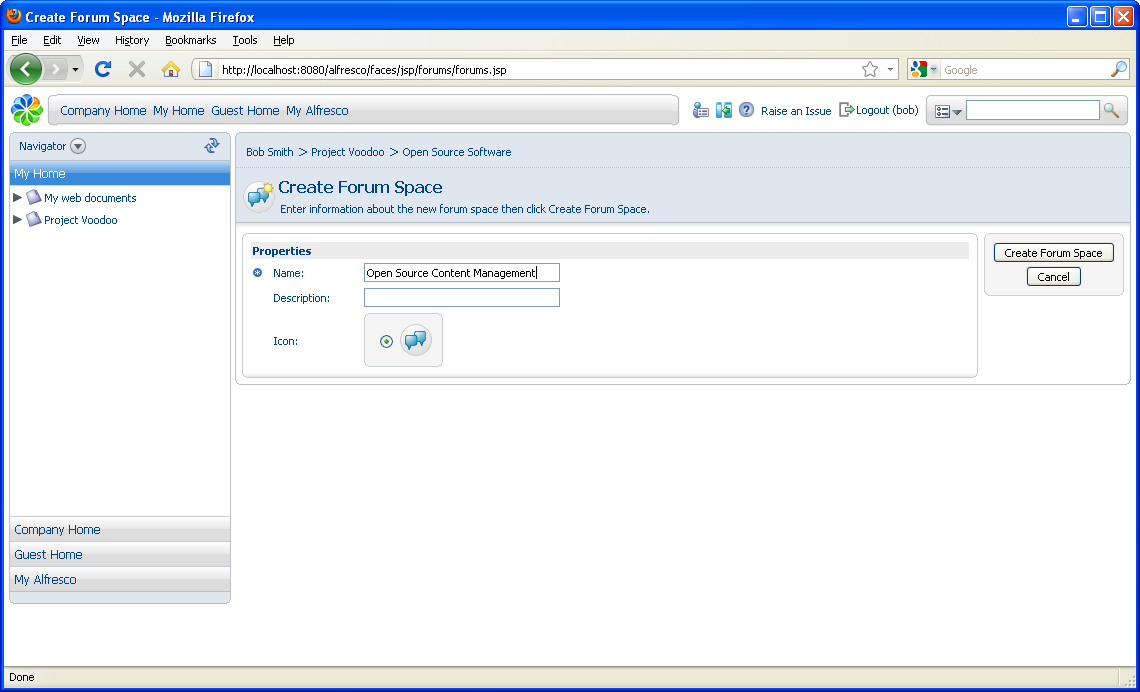 Create Forum Space - Mozilla Firefox
File Edit View History Bookmarks Tools Help
http://localhost:8080/alfresco/faces/jsp/forums/forums.jsp Google
Company Home My Home Guest Home My Alfresco Raise an Issue Logout (bob)
Navigator
My Home
My web documents
Project Voodoo
Company Home
Guest Home
My Alfresco
Bob Smith > Project Voodoo > Open Source Software
Create Forum Space
Enter information about the new forum space then click Create Forum Space.
Properties
Name: Open Source Content Management
Description:
Icon:
Create Forum Space
Cancel
Done